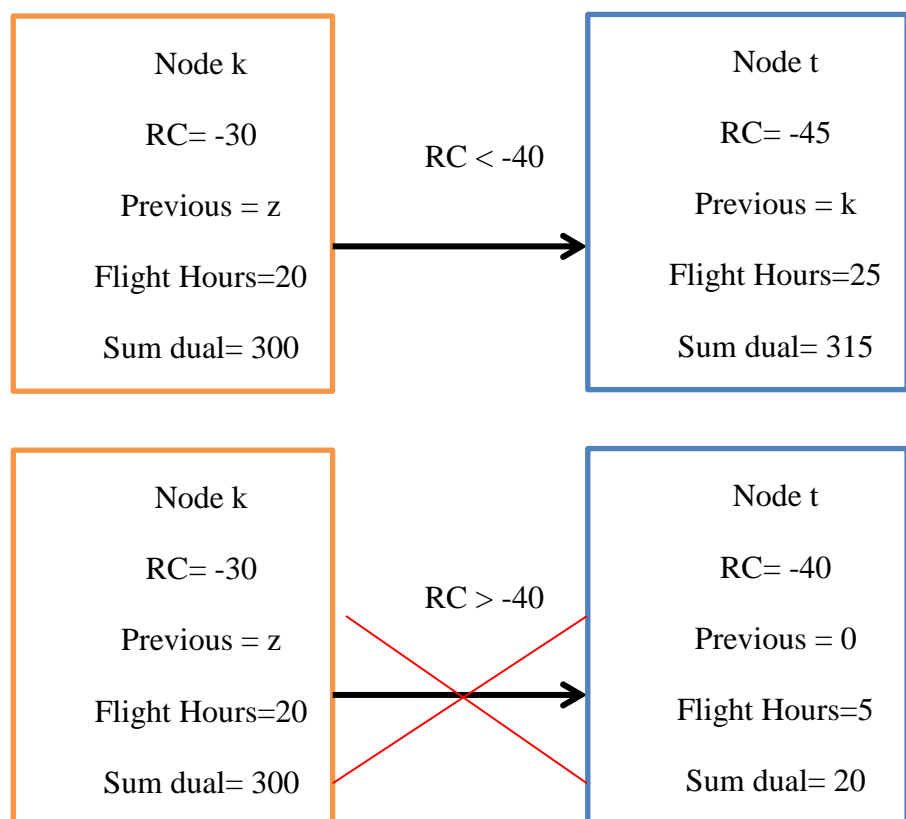 Node k
RC= -30
Previous = z
Flight Hours=20
Sum dual= 300
RC < -40
Node t
RC= -45
Previous = k
Flight Hours=25
Sum dual= 315
Node k
RC= -30
Previous = z
Flight Hours=20
Sum dual= 300
RC > -40
Node t
RC= -40
Previous = 0
Flight Hours=5
Sum dual= 20